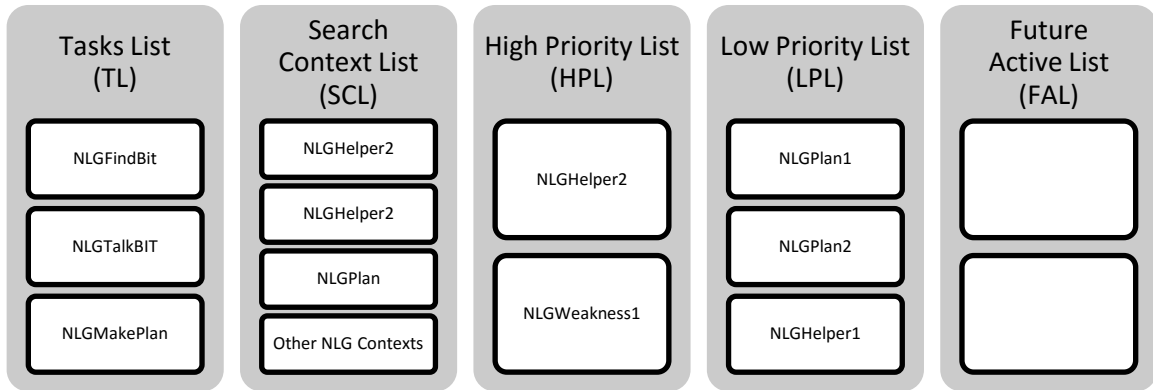 Tasks List
(TL)
NLGFindBit
NLGTalkBIT
NLGMakePlan
Search
Context List
(SCL)
NLGHelper2
NLGHelper2
NLGPlan
Other NLG Contexts
High Priority List
(HPL)
NLGHelper2
NLGWeakness1
Low Priority List
(LPL)
NLGPlan1
NLGPlan2
NLGHelper1
Future
Active List
(FAL)